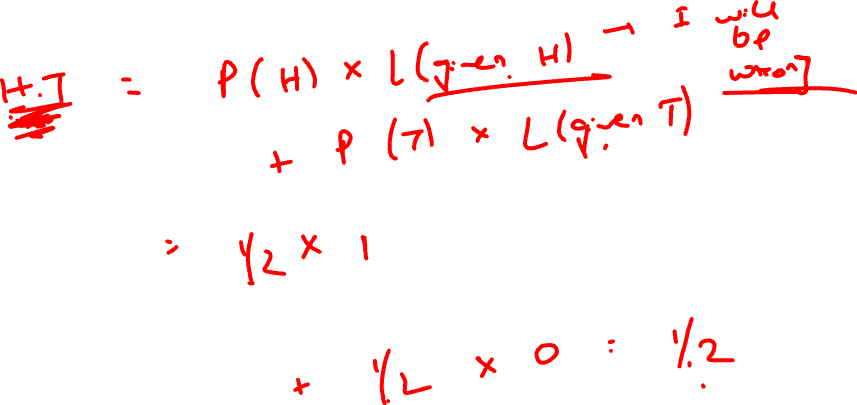 H.T = P(H) × L(given H) → I will be wrong
+ P(T) × L(given T)
= 1/2 × 1
+ 1/2 × 0 = 1/2